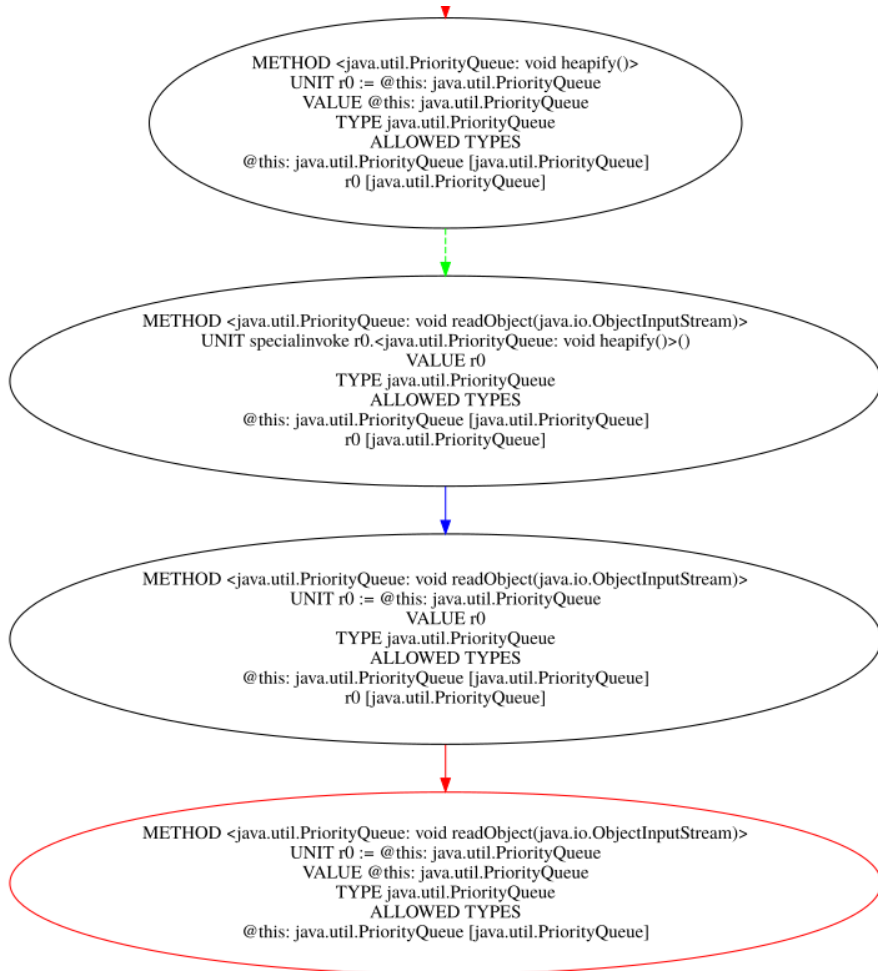 METHOD <java.util.PriorityQueue: void heapify()>
UNIT r0 := @this: java.util.PriorityQueue
VALUE @this: java.util.PriorityQueue
TYPE java.util.PriorityQueue
ALLOWED TYPES
@this: java.util.PriorityQueue [java.util.PriorityQueue]
r0 [java.util.PriorityQueue]
METHOD <java.util.PriorityQueue: void readObject(java.io.ObjectInputStream)>
UNIT specialinvoke r0.<java.util.PriorityQueue: void heapify()>()
VALUE r0
TYPE java.util.PriorityQueue
ALLOWED TYPES
@this: java.util.PriorityQueue [java.util.PriorityQueue]
r0 [java.util.PriorityQueue]
METHOD <java.util.PriorityQueue: void readObject(java.io.ObjectInputStream)>
UNIT r0 := @this: java.util.PriorityQueue
VALUE r0
TYPE java.util.PriorityQueue
ALLOWED TYPES
@this: java.util.PriorityQueue [java.util.PriorityQueue]
r0 [java.util.PriorityQueue]
METHOD <java.util.PriorityQueue: void readObject(java.io.ObjectInputStream)>
UNIT r0 := @this: java.util.PriorityQueue
VALUE @this: java.util.PriorityQueue
TYPE java.util.PriorityQueue
ALLOWED TYPES
@this: java.util.PriorityQueue [java.util.PriorityQueue]